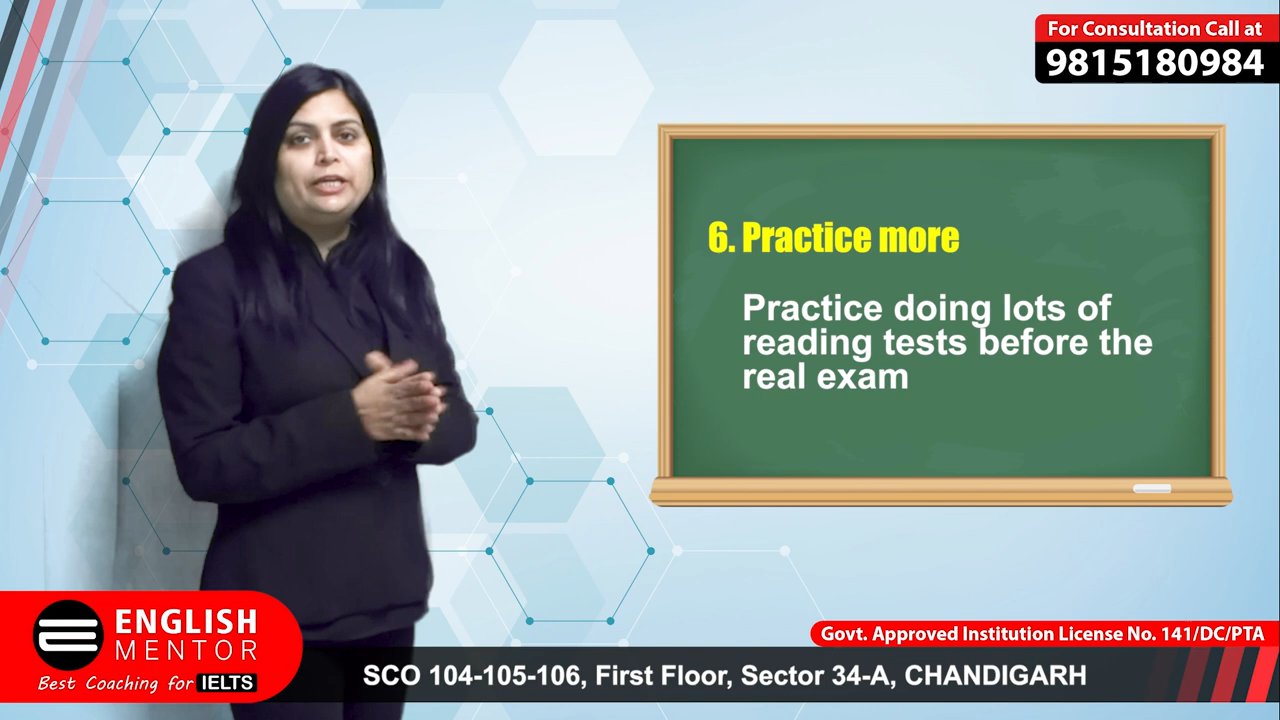 For Consultation Call at
9815180984
6. Practice more
Practice doing lots of
reading tests before the
real exam
ENGLISH
MENTOR
Best Coaching for IELTS
Govt. Approved Institution License No. 141/DC/PTA
SCO 104-105-106, First Floor, Sector 34-A, CHANDIGARH